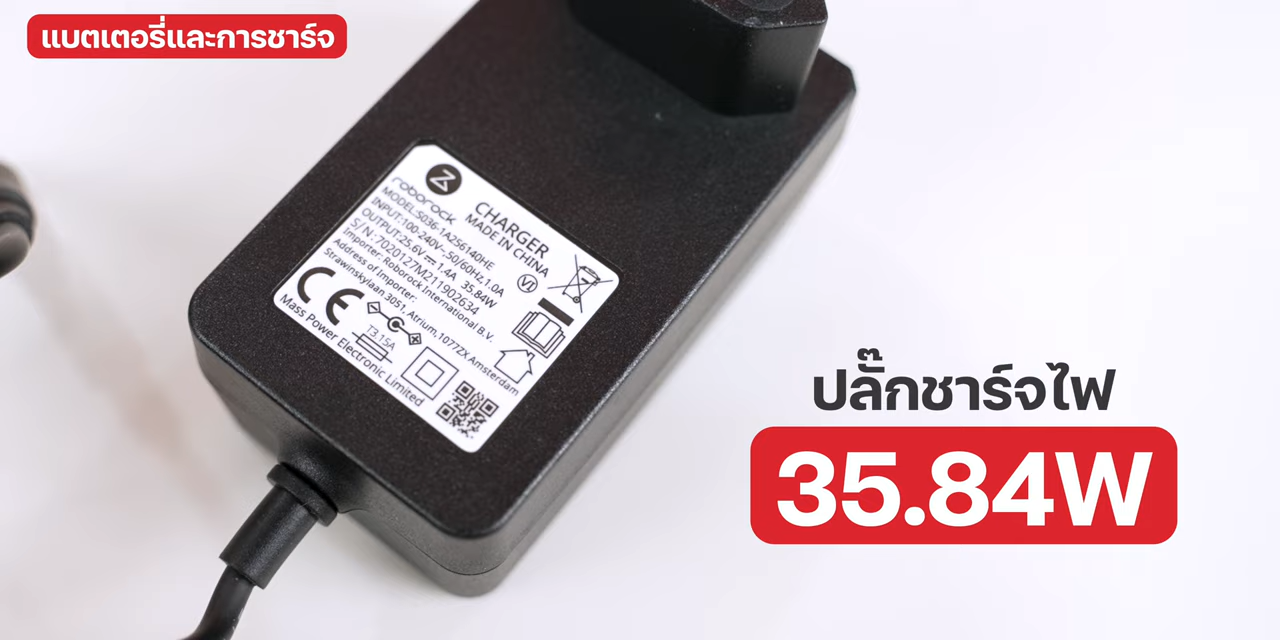 แบตเตอรี่และการชาร์จ
roborock
CHARGER
MADE IN CHINA
MODEL:S036-1A256140HE
INPUT:100-240V~,50/60Hz,1.0A
OUTPUT:25.6V⎓1.4A 35.84W
S/N:7020127M211902634
Importer: Roborock International B.V.
Address of Importer:
Strawinskylaan 3051, Atrium,1077ZX Amsterdam
VI
CE
T3.15A
Mass Power Electronic Limited
ปลั๊กชาร์จไฟ
35.84W